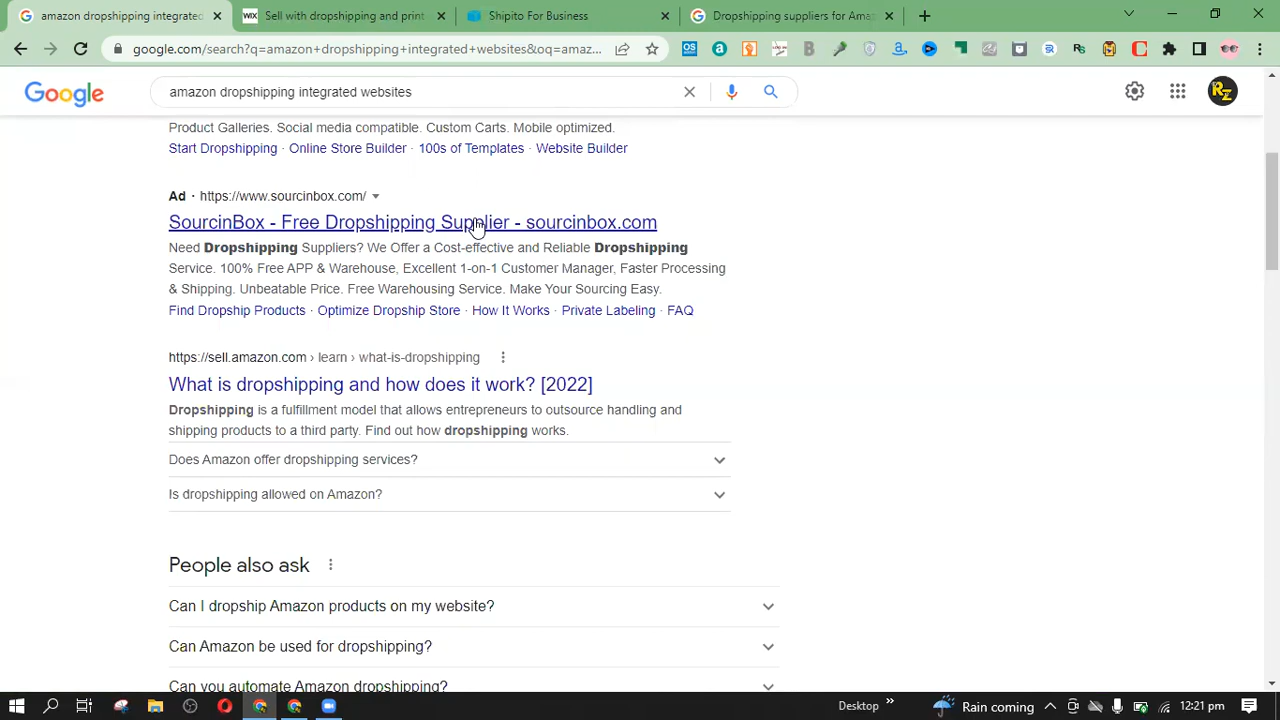 amazon dropshipping integrated
Sell with dropshipping and print
Shipito For Business
Dropshipping suppliers for Ama
google.com/search?q=amazon+dropshipping+integrated+websites&oq=amaz...
Google
amazon dropshipping integrated websites
RZ
Product Galleries. Social media compatible. Custom Carts. Mobile optimized.
Start Dropshipping · Online Store Builder · 100s of Templates · Website Builder
Ad · https://www.sourcinbox.com/
SourcinBox - Free Dropshipping Supplier - sourcinbox.com
Need Dropshipping Suppliers? We Offer a Cost-effective and Reliable Dropshipping
Service. 100% Free APP & Warehouse, Excellent 1-on-1 Customer Manager, Faster Processing
& Shipping. Unbeatable Price. Free Warehousing Service. Make Your Sourcing Easy.
Find Dropship Products · Optimize Dropship Store · How It Works · Private Labeling · FAQ
https://sell.amazon.com › learn › what-is-dropshipping
What is dropshipping and how does it work? [2022]
Dropshipping is a fulfillment model that allows entrepreneurs to outsource handling and
shipping products to a third party. Find out how dropshipping works.
Does Amazon offer dropshipping services?
Is dropshipping allowed on Amazon?
People also ask
Can I dropship Amazon products on my website?
Can Amazon be used for dropshipping?
Can you automate Amazon dropshipping?
Desktop
Rain coming
12:21 pm